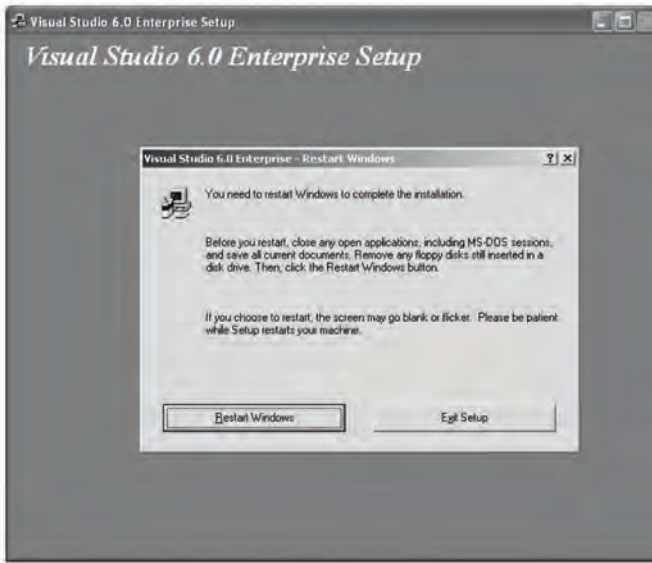 Visual Studio 6.0 Enterprise Setup
Visual Studio 6.0 Enterprise Setup
Visual Studio 6.0 Enterprise - Restart Windows
You need to restart Windows to complete the installation.
Before you restart, close any open applications, including MS-DOS sessions,
and save all current documents. Remove any floppy disks still inserted in a
disk drive. Then, click the Restart Windows button.
If you choose to restart, the screen may go blank or flicker. Please be patient
while Setup restarts your machine.
Restart Windows
Exit Setup